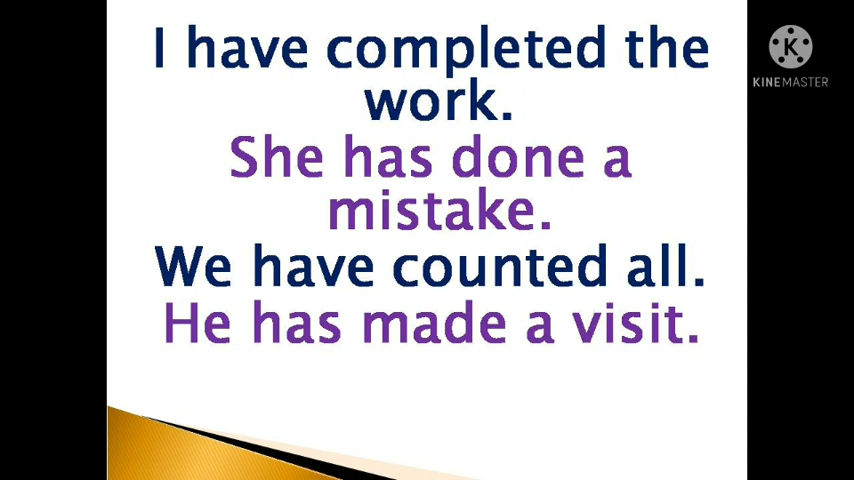 I have completed the
work.
She has done a
mistake.
We have counted all.
He has made a visit.
K
KINEMASTER